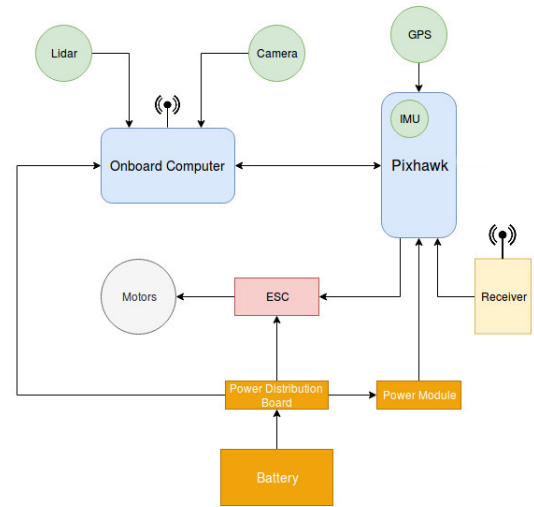 GPS
Lidar
Camera
IMU
Onboard Computer
Pixhawk
Motors
ESC
Receiver
Power Distribution
Board
Power Module
Battery